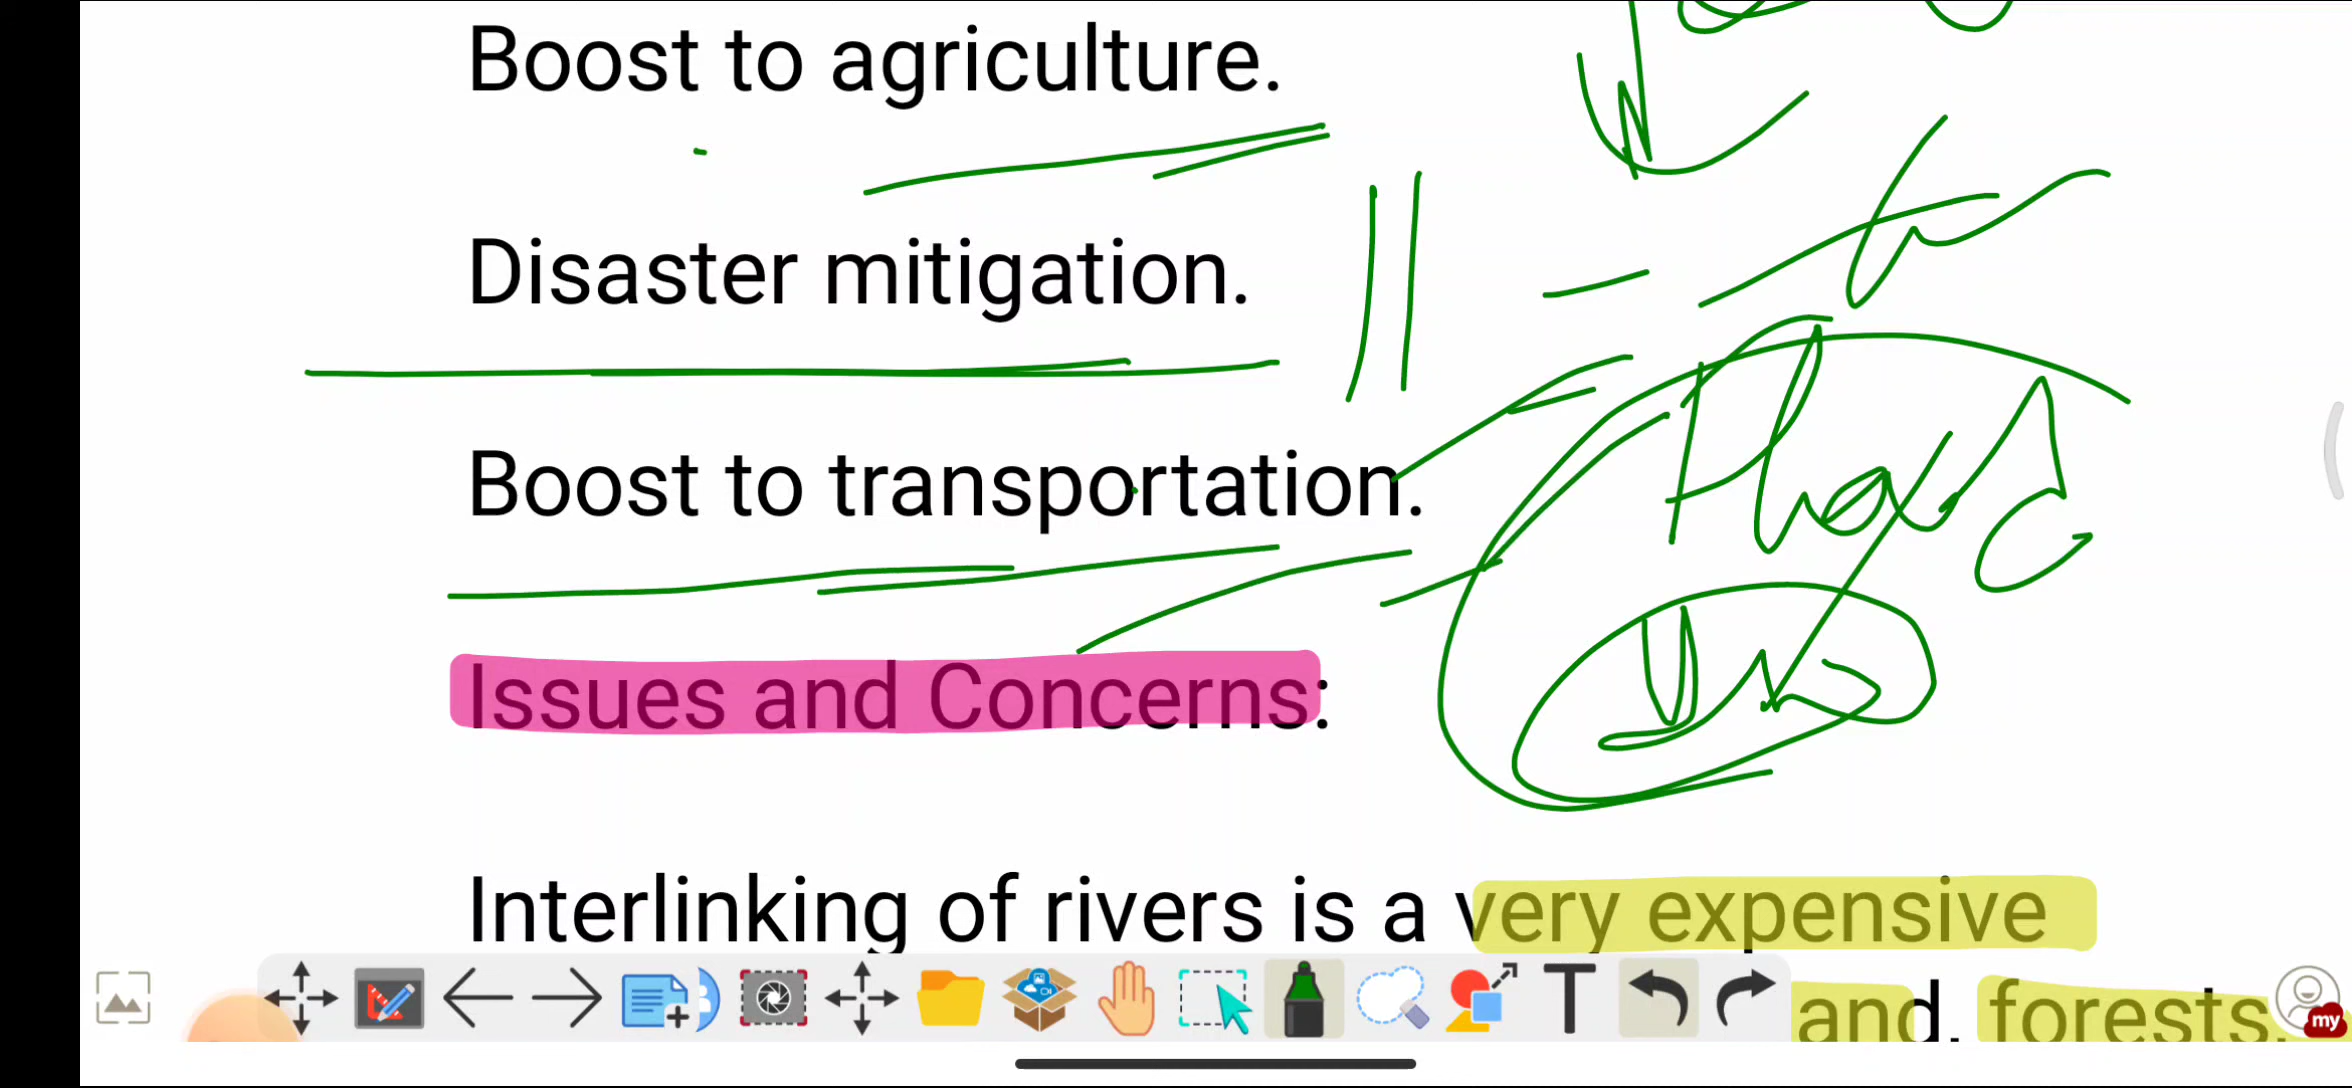 Boost to agriculture.
Disaster mitigation.
Boost to transportation.
Issues and Concerns:
Interlinking of rivers is a very expensive
and, forests,
T
my